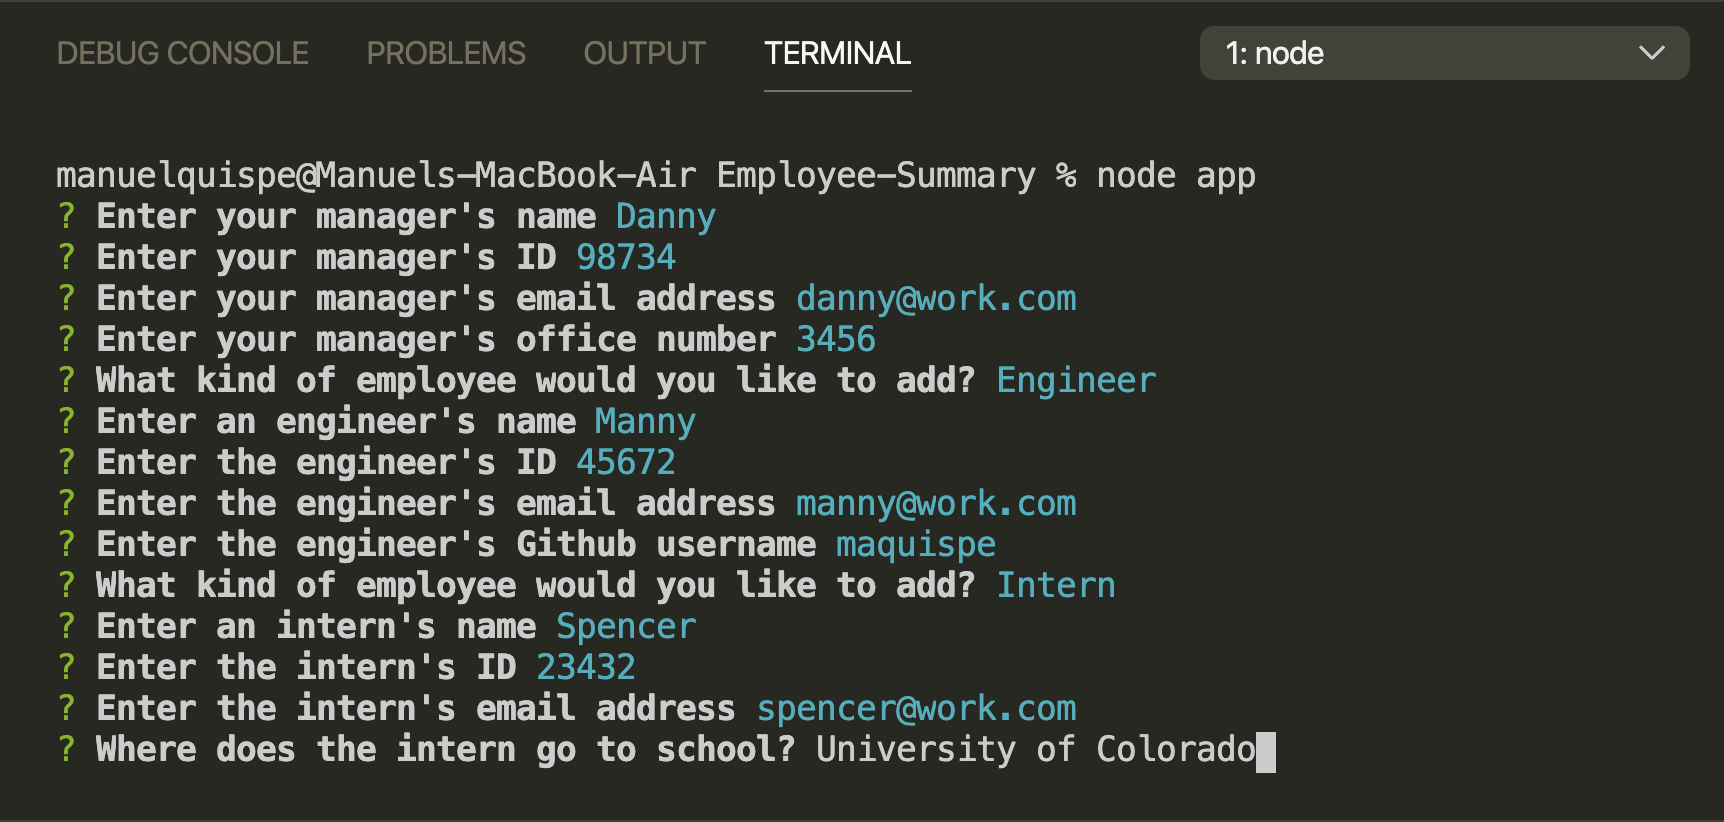 DEBUG CONSOLE PROBLEMS OUTPUT TERMINAL 1: node
manuelquispe@Manuels-MacBook-Air Employee-Summary % node app
? Enter your manager's name Danny
? Enter your manager's ID 98734
? Enter your manager's email address danny@work.com
? Enter your manager's office number 3456
? What kind of employee would you like to add? Engineer
? Enter an engineer's name Manny
? Enter the engineer's ID 45672
? Enter the engineer's email address manny@work.com
? Enter the engineer's Github username maquispe
? What kind of employee would you like to add? Intern
? Enter an intern's name Spencer
? Enter the intern's ID 23432
? Enter the intern's email address spencer@work.com
? Where does the intern go to school? University of Colorado